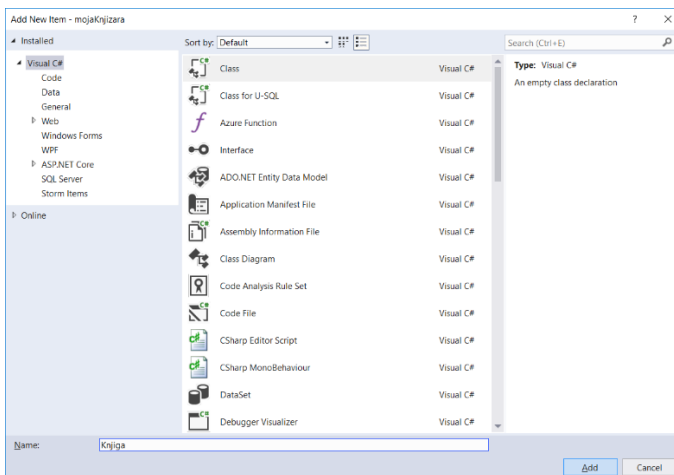 Add New Item - mojaKnjizara
? ×
Installed
Sort by: Default
Search (Ctrl+E)
Visual C#
Code
Data
General
Web
Windows Forms
WPF
ASP.NET Core
SQL Server
Storm Items
Online
Class Visual C#
Class for U-SQL Visual C#
Azure Function Visual C#
Interface Visual C#
ADO.NET Entity Data Model Visual C#
Application Manifest File Visual C#
Assembly Information File Visual C#
Class Diagram Visual C#
Code Analysis Rule Set Visual C#
Code File Visual C#
CSharp Editor Script Visual C#
CSharp MonoBehaviour Visual C#
DataSet Visual C#
Debugger Visualizer Visual C#
Type: Visual C#
An empty class declaration
Name: Knjiga
Add Cancel